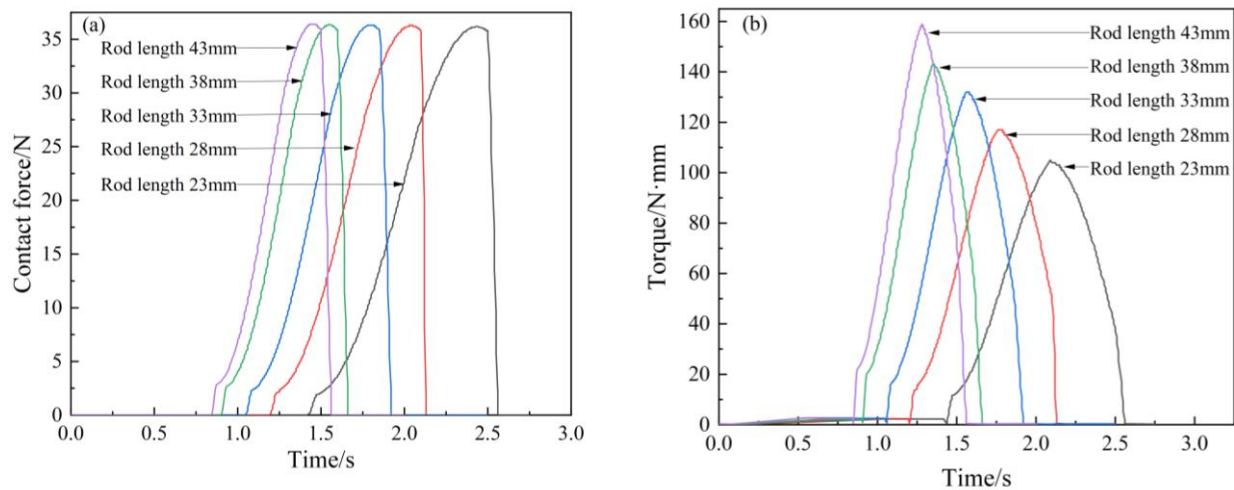 (a)
Rod length 43mm
Rod length 38mm
Rod length 33mm
Rod length 28mm
Rod length 23mm
Contact force/N
35
30
25
20
15
10
5
0
0.0 0.5 1.0 1.5 2.0 2.5 3.0
Time/s
(b)
Rod length 43mm
Rod length 38mm
Rod length 33mm
Rod length 28mm
Rod length 23mm
Torque/N·mm
160
140
120
100
80
60
40
20
0
0.0 0.5 1.0 1.5 2.0 2.5 3.0
Time/s